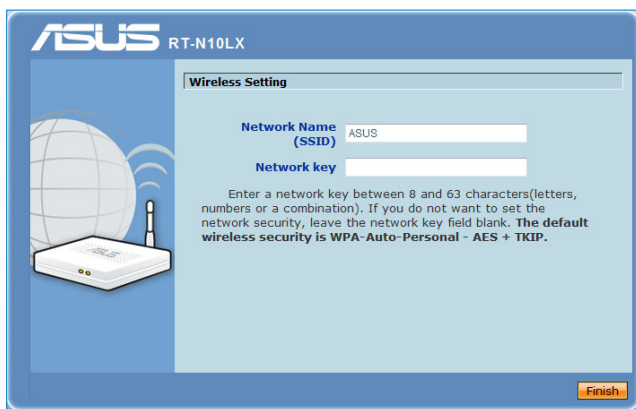 ASUS RT-N10LX
Wireless Setting
Network Name
(SSID)
ASUS
Network key
Enter a network key between 8 and 63 characters(letters,
numbers or a combination). If you do not want to set the
network security, leave the network key field blank. The default
wireless security is WPA-Auto-Personal - AES + TKIP.
ASUS
Finish